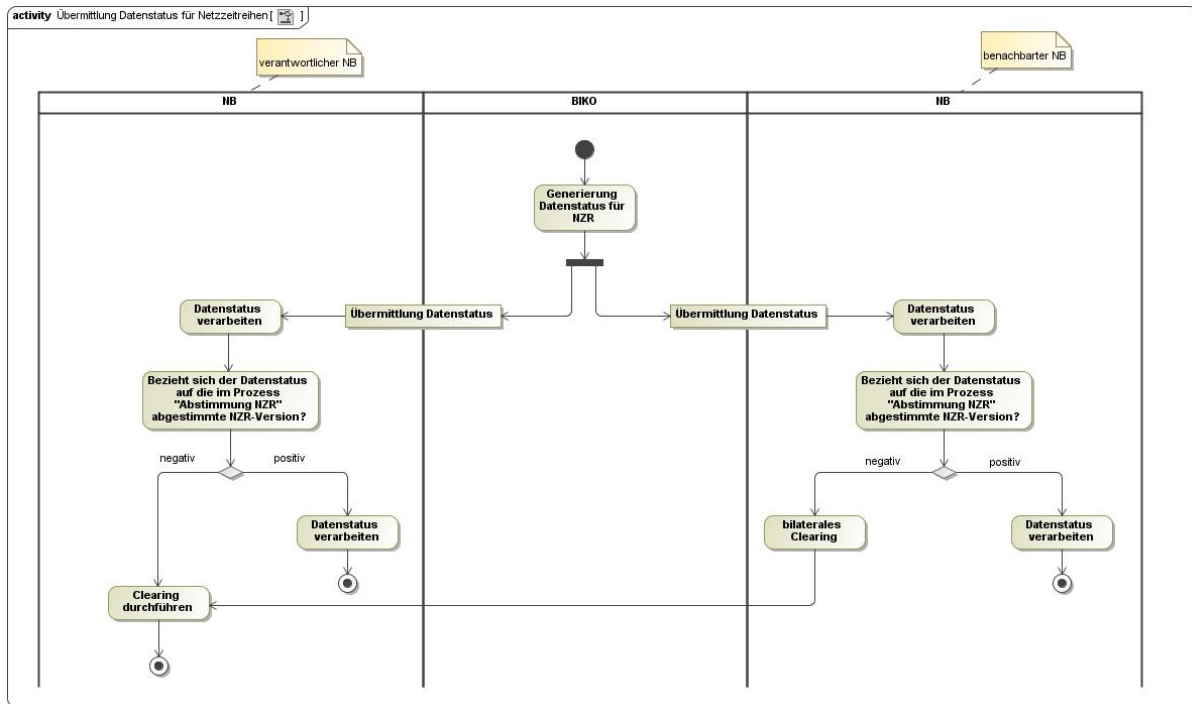 activity Übermittlung Datenstatus für Netzzeitreihen [ ]
verantwortlicher NB
benachbarter NB
NB
BIKO
NB
Generierung
Datenstatus für
NZR
Datenstatus
verarbeiten
Übermittlung Datenstatus
Übermittlung Datenstatus
Datenstatus
verarbeiten
Bezieht sich der Datenstatus
auf die im Prozess
"Abstimmung NZR"
abgestimmte NZR-Version?
Bezieht sich der Datenstatus
auf die im Prozess
"Abstimmung NZR"
abgestimmte NZR-Version?
negativ
positiv
negativ
positiv
Datenstatus
verarbeiten
bilaterales
Clearing
Datenstatus
verarbeiten
Clearing
durchführen